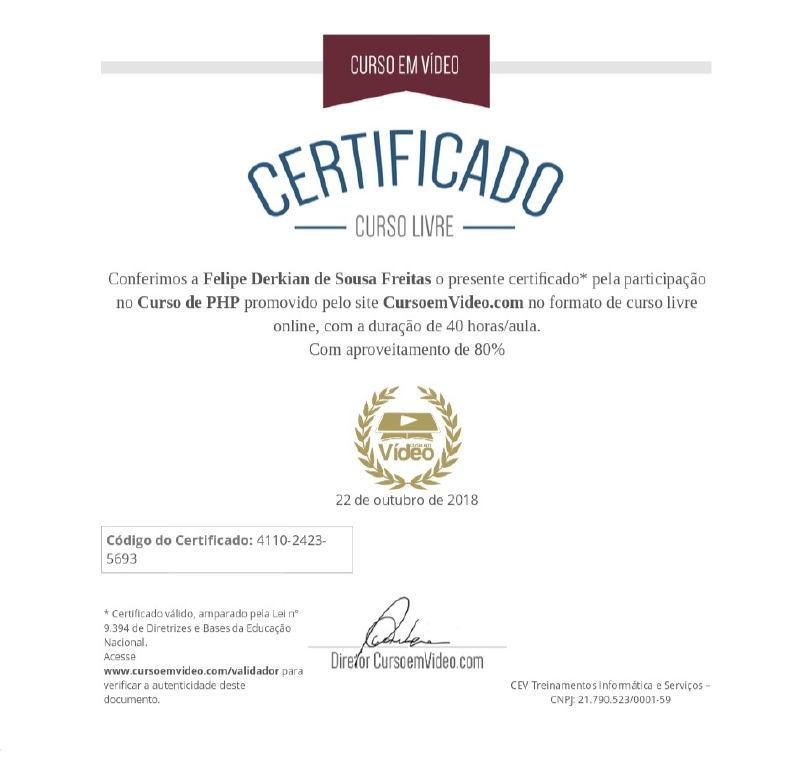 CURSO EM VÍDEO
CERTIFICADO
CURSO LIVRE
Conferimos a Felipe Derkian de Sousa Freitas o presente certificado* pela participação
no Curso de PHP promovido pelo site CursoemVideo.com no formato de curso livre
online, com a duração de 40 horas/aula.
Com aproveitamento de 80%
curso em
Vídeo
22 de outubro de 2018
Código do Certificado: 4110-2423-
5693
* Certificado válido, amparado pela Lei nº
9.394 de Diretrizes e Bases da Educação
Nacional.
Acesse
www.cursoemvideo.com/validador para
verificar a autenticidade deste
documento.
Diretor CursoemVideo.com
CEV Treinamentos Informática e Serviços –
CNPJ: 21.790.523/0001-59